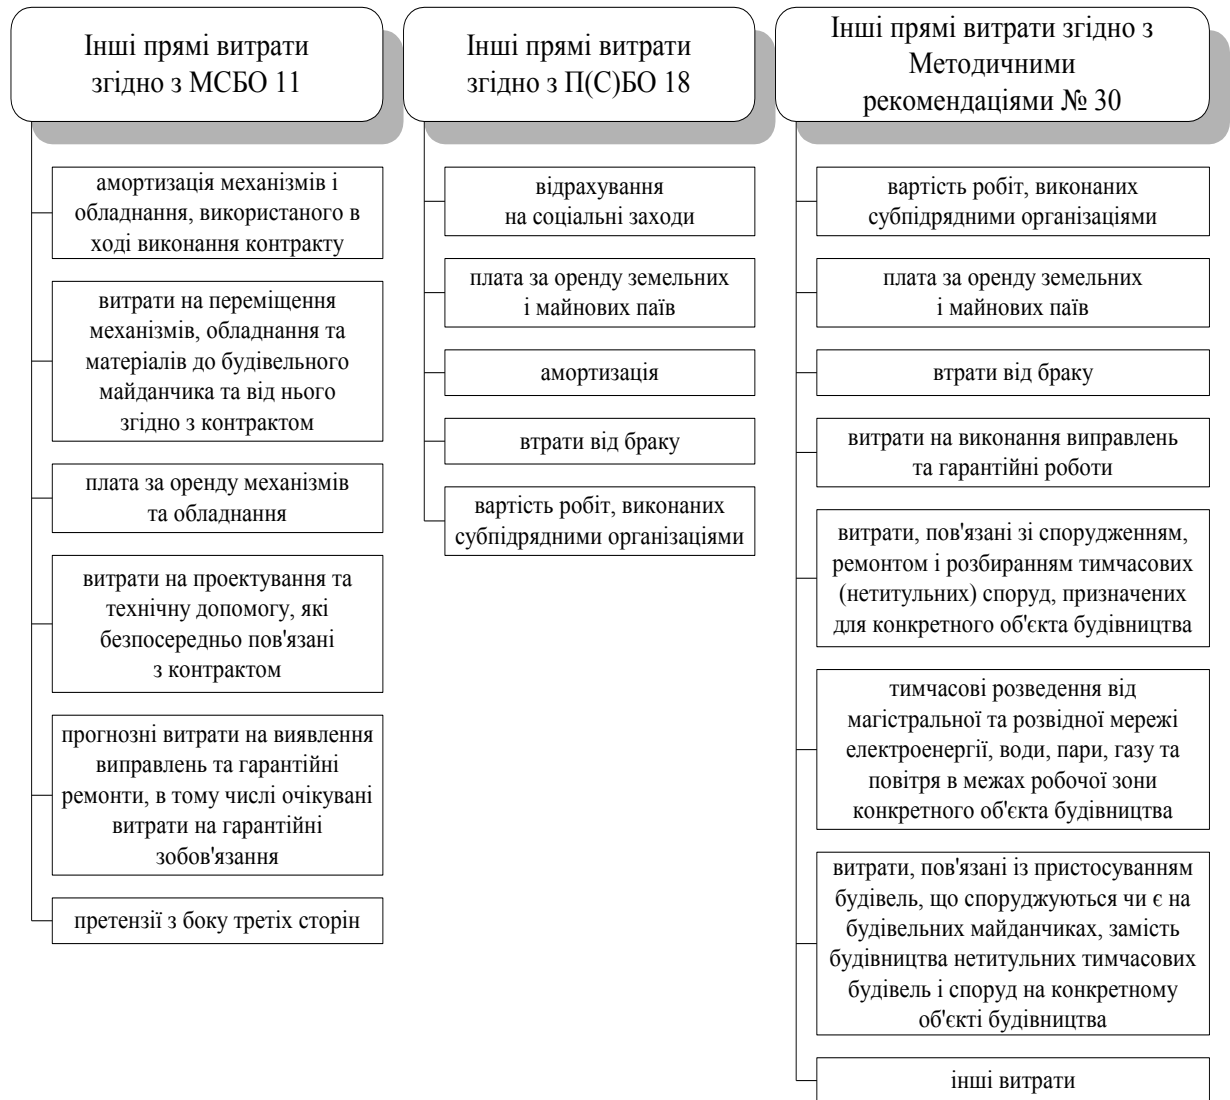 Інші прямі витрати
згідно з МСБО 11
амортизація механізмів і
обладнання, використаного в
ході виконання контракту
витрати на переміщення
механізмів, обладнання та
матеріалів до будівельного
майданчика та від нього
згідно з контрактом
плата за оренду механізмів
та обладнання
витрати на проектування та
технічну допомогу, які
безпосередньо пов'язані
з контрактом
прогнозні витрати на виявлення
виправлень та гарантійні
ремонти, в тому числі очікувані
витрати на гарантійні
зобов'язання
претензії з боку третіх сторін
Інші прямі витрати
згідно з П(С)БО 18
відрахування
на соціальні заходи
плата за оренду земельних
і майнових паїв
амортизація
втрати від браку
вартість робіт, виконаних
субпідрядними організаціями
Інші прямі витрати згідно з
Методичними
рекомендаціями № 30
вартість робіт, виконаних
субпідрядними організаціями
плата за оренду земельних
і майнових паїв
втрати від браку
витрати на виконання виправлень
та гарантійні роботи
витрати, пов'язані зі спорудженням,
ремонтом і розбиранням тимчасових
(нетитульних) споруд, призначених
для конкретного об'єкта будівництва
тимчасові розведення від
магістральної та розвідної мережі
електроенергії, води, пари, газу та
повітря в межах робочої зони
конкретного об'єкта будівництва
витрати, пов'язані із пристосуванням
будівель, що споруджуються чи є на
будівельних майданчиках, замість
будівництва нетитульних тимчасових
будівель і споруд на конкретному
об'єкті будівництва
інші витрати